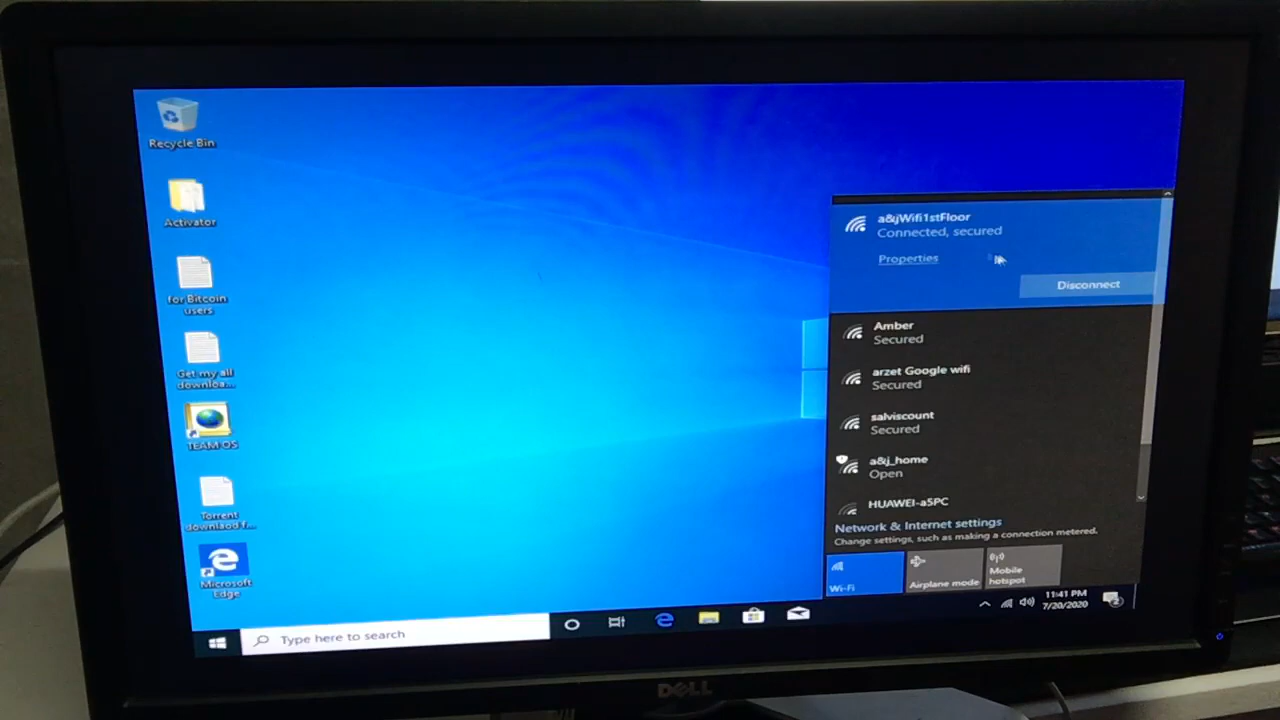 Recycle Bin
Activator
for Bitcoin
users
Get my all
downloa...
TEAM OS
Torrent
downlaod f...
Microsoft
Edge
a&jWifi1stFloor
Connected, secured
Properties
Disconnect
Amber
Secured
arzet Google wifi
Secured
salviscount
Secured
a&j_home
Open
HUAWEI-a5PC
Network & Internet settings
Change settings, such as making a connection metered.
Wi-Fi
Airplane mode
Mobile
hotspot
Type here to search
11:41 PM
7/20/2020
2
DELL